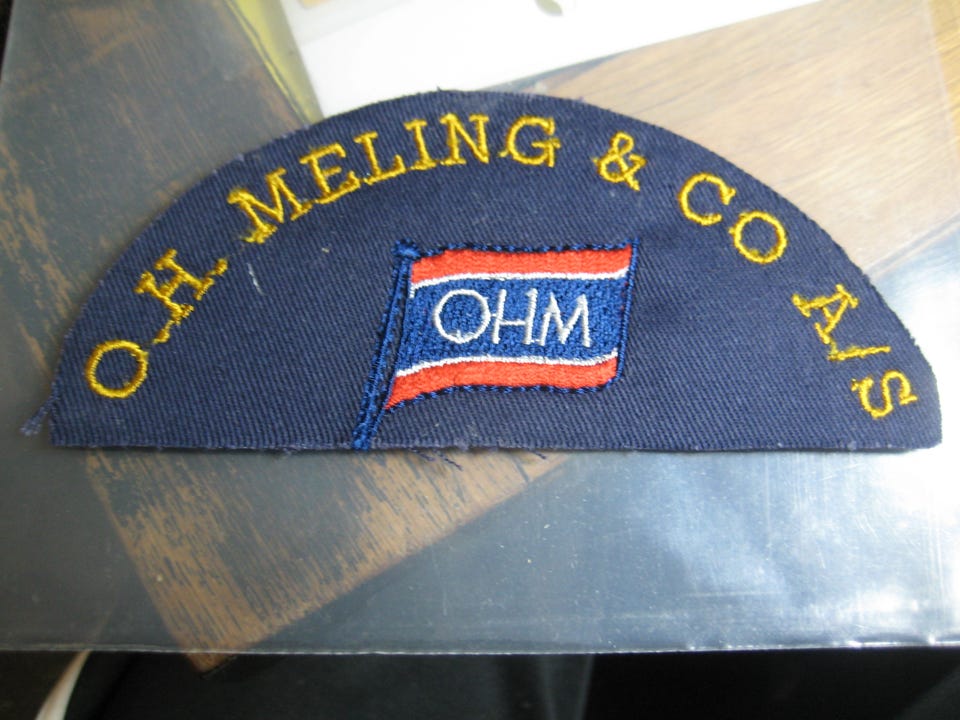 O.H. MELING & CO A/S
OHM